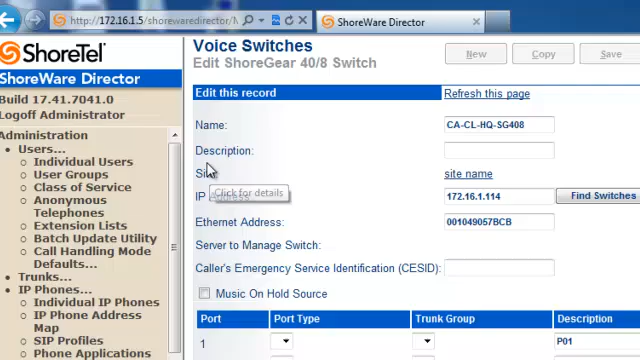 http://172.16.1.5/shorewaredirector/
ShoreWare Director
ShoreTel
ShoreWare Director
Build 17.41.7041.0
Logoff Administrator
Administration
Users...
Individual Users
User Groups
Class of Service
Anonymous
Telephones
Extension Lists
Batch Update Utility
Call Handling Mode
Defaults...
Trunks...
IP Phones...
Individual IP Phones
IP Phone Address
Map
SIP Profiles
Phone Applications
Voice Switches
Edit ShoreGear 40/8 Switch
New
Copy
Save
Edit this record
Refresh this page
Name:
CA-CL-HQ-SG408
Description:
site name
Click for details
IP
172.16.1.114
Find Switches
Ethernet Address:
001049057BCB
Server to Manage Switch:
Caller's Emergency Service Identification (CESID):
Music On Hold Source
Port
Port Type
Trunk Group
Description
1
P01